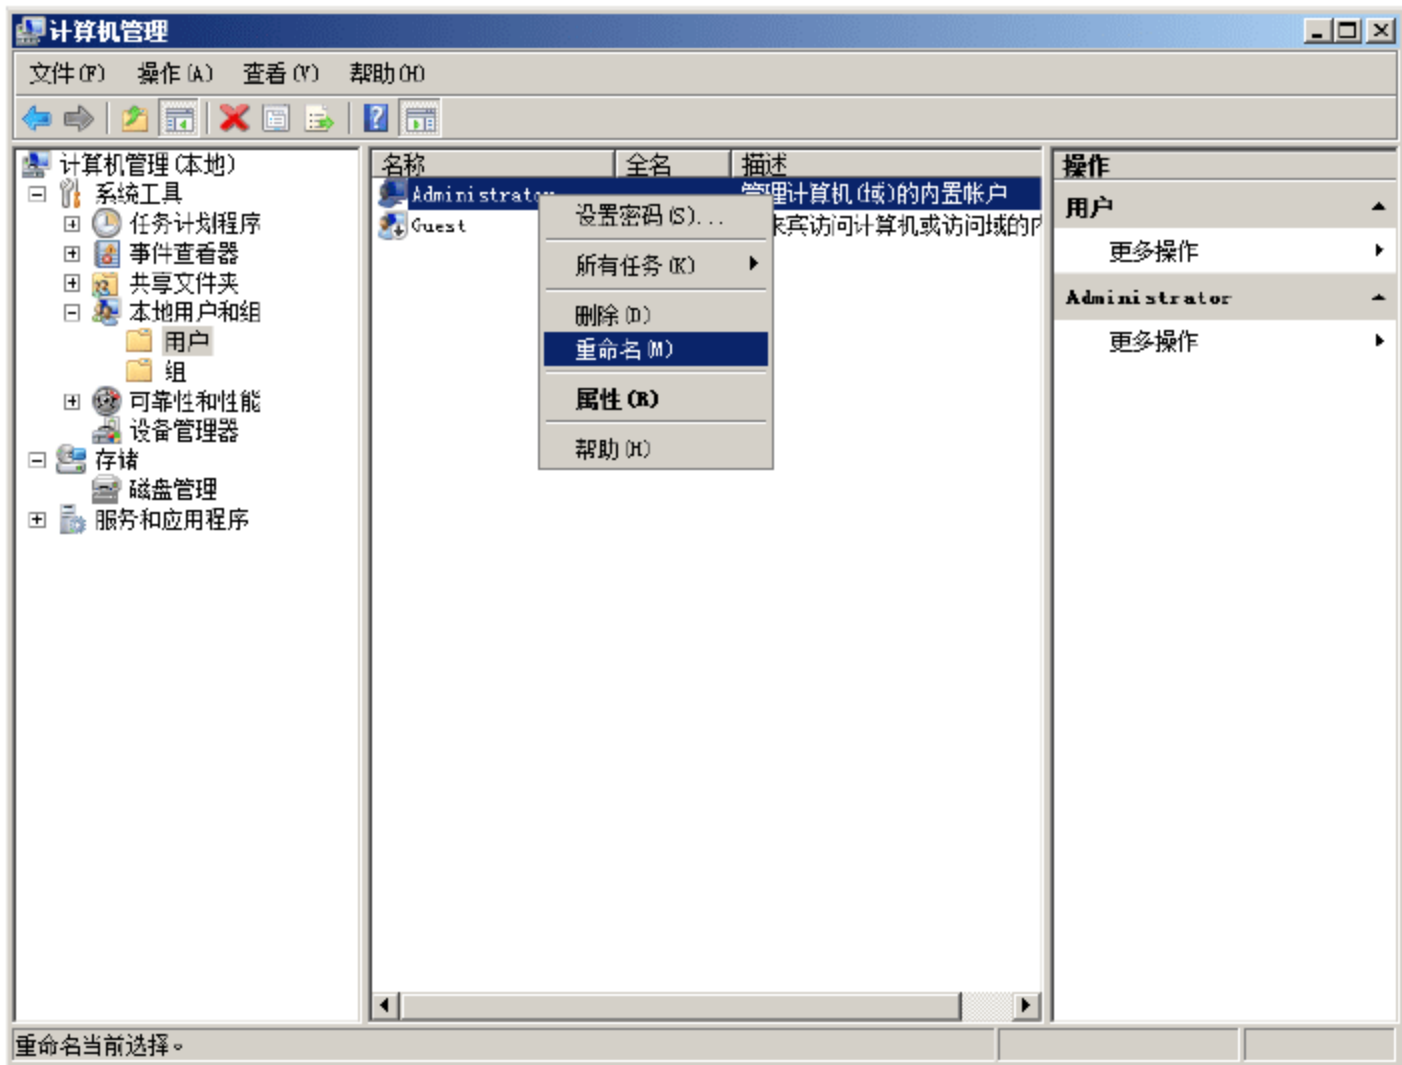 计算机管理
文件(F) 操作(A) 查看(V) 帮助(H)
计算机管理(本地)
系统工具
任务计划程序
事件查看器
共享文件夹
本地用户和组
用户
组
可靠性和性能
设备管理器
存储
磁盘管理
服务和应用程序
名称 全名 描述
Administrator 管理计算机(域)的内置帐户
Guest 来宾访问计算机或访问域的内
设置密码(S)...
所有任务(K)
删除(D)
重命名(M)
属性(R)
帮助(H)
操作
用户
更多操作
Administrator
更多操作
重命名当前选择。